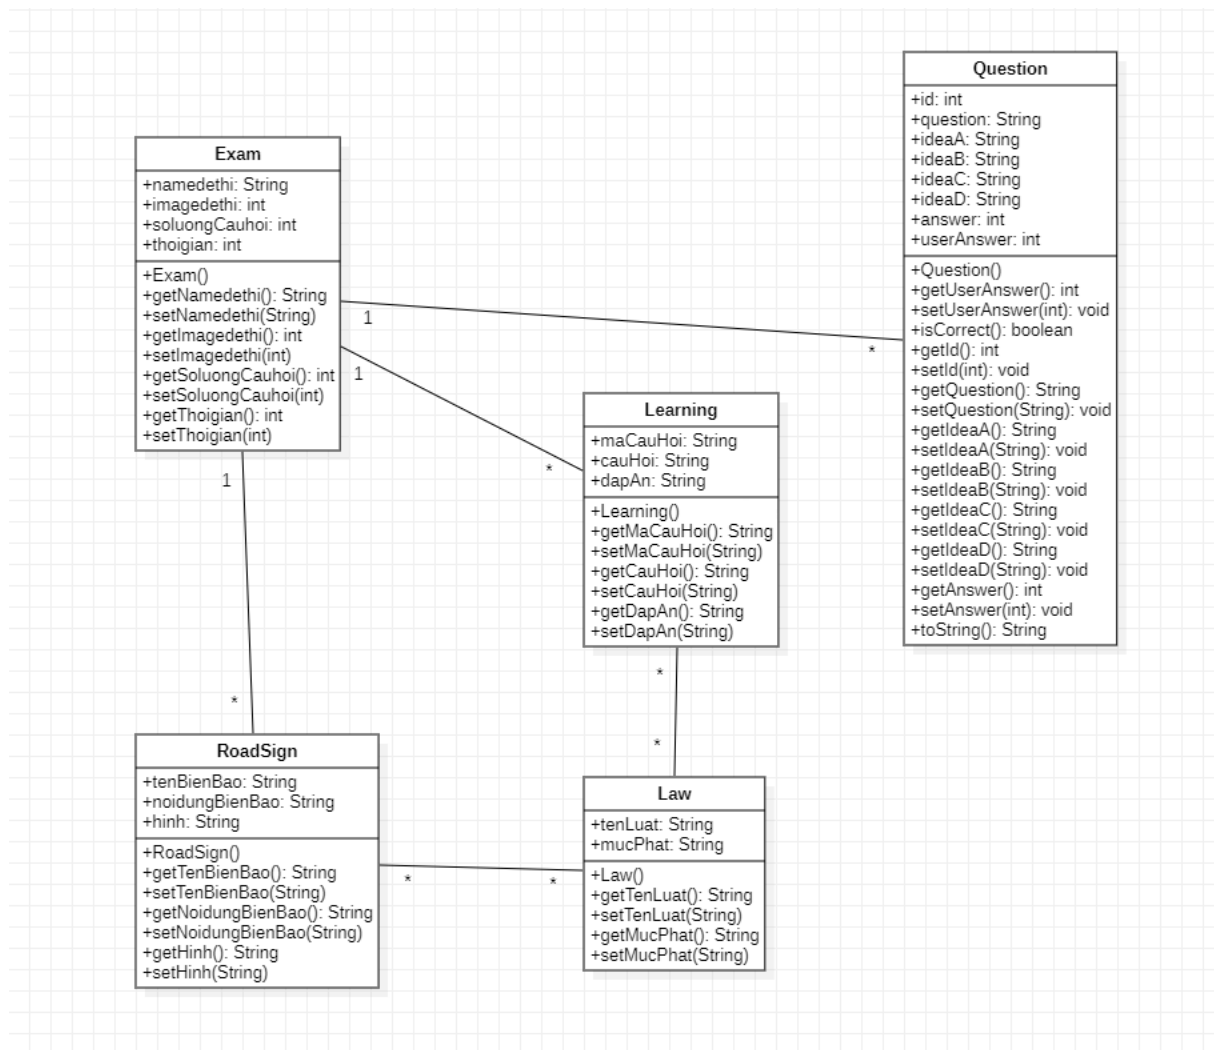 Exam
+namedethi: String
+imagedethi: int
+soluongCauhoi: int
+thoigian: int
+Exam()
+getNamedethi(): String
+setNamedethi(String)
+getImagedethi(): int
+setImagedethi(int)
+getSoluongCauhoi(): int
+setSoluongCauhoi(int)
+getThoigian(): int
+setThoigian(int)
1
*
1
*
1
*
Question
+id: int
+question: String
+ideaA: String
+ideaB: String
+ideaC: String
+ideaD: String
+answer: int
+userAnswer: int
+Question()
+getUserAnswer(): int
+setUserAnswer(int): void
+isCorrect(): boolean
+getId(): int
+setId(int): void
+getQuestion(): String
+setQuestion(String): void
+getIdeaA(): String
+setIdeaA(String): void
+getIdeaB(): String
+setIdeaB(String): void
+getIdeaC(): String
+setIdeaC(String): void
+getIdeaD(): String
+setIdeaD(String): void
+getAnswer(): int
+setAnswer(int): void
+toString(): String
Learning
+maCauHoi: String
+cauHoi: String
+dapAn: String
+Learning()
+getMaCauHoi(): String
+setMaCauHoi(String)
+getCauHoi(): String
+setCauHoi(String)
+getDapAn(): String
+setDapAn(String)
*
*
RoadSign
+tenBienBao: String
+noidungBienBao: String
+hinh: String
+RoadSign()
+getTenBienBao(): String
+setTenBienBao(String)
+getNoidungBienBao(): String
+setNoidungBienBao(String)
+getHinh(): String
+setHinh(String)
*
*
Law
+tenLuat: String
+mucPhat: String
+Law()
+getTenLuat(): String
+setTenLuat(String)
+getMucPhat(): String
+setMucPhat(String)